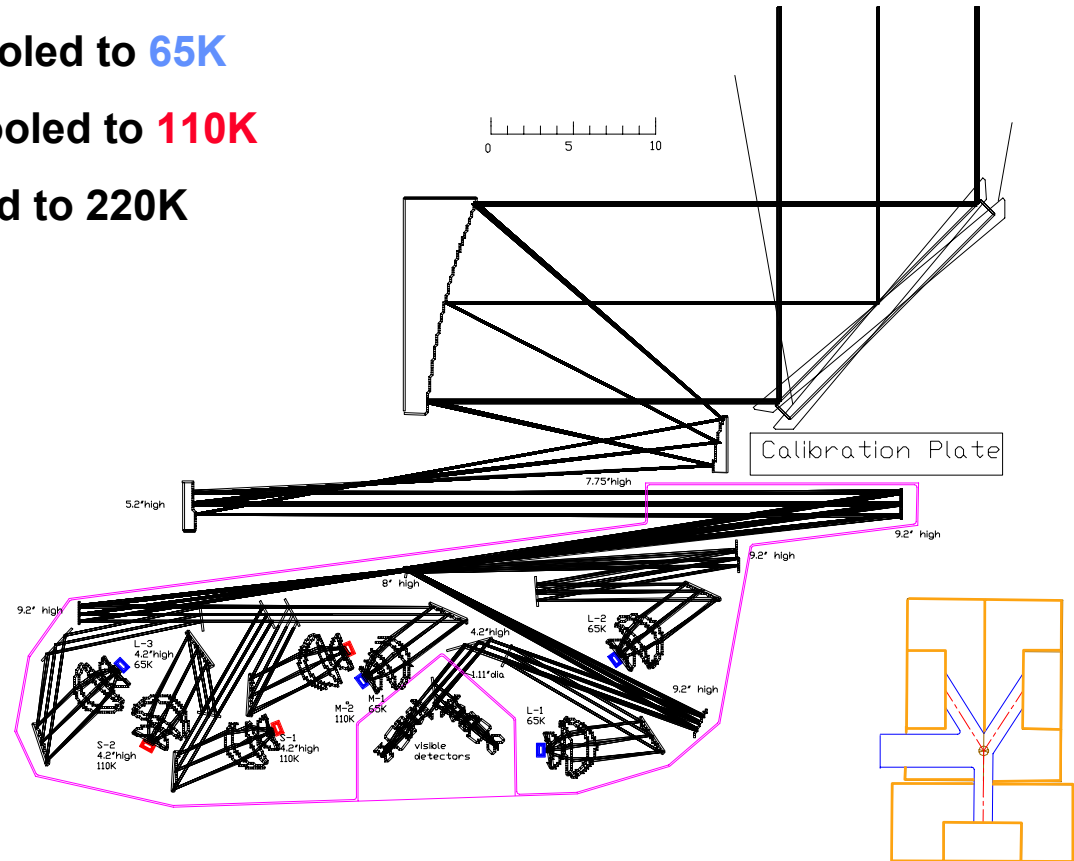 oled to 65K
ooled to 110K
d to 220K
0 5 10
Calibration Plate
7.75"high
5.2"high
9.2" high
9.2" high
8" high
9.2" high
L-2
65K
L-3
4.2"high
65K
4.2"high
1.11"dia
9.2" high
M-1
65K
M-2
110K
L-1
65K
S-2
4.2"high
110K
S-1
4.2"high
110K
visible
detectors